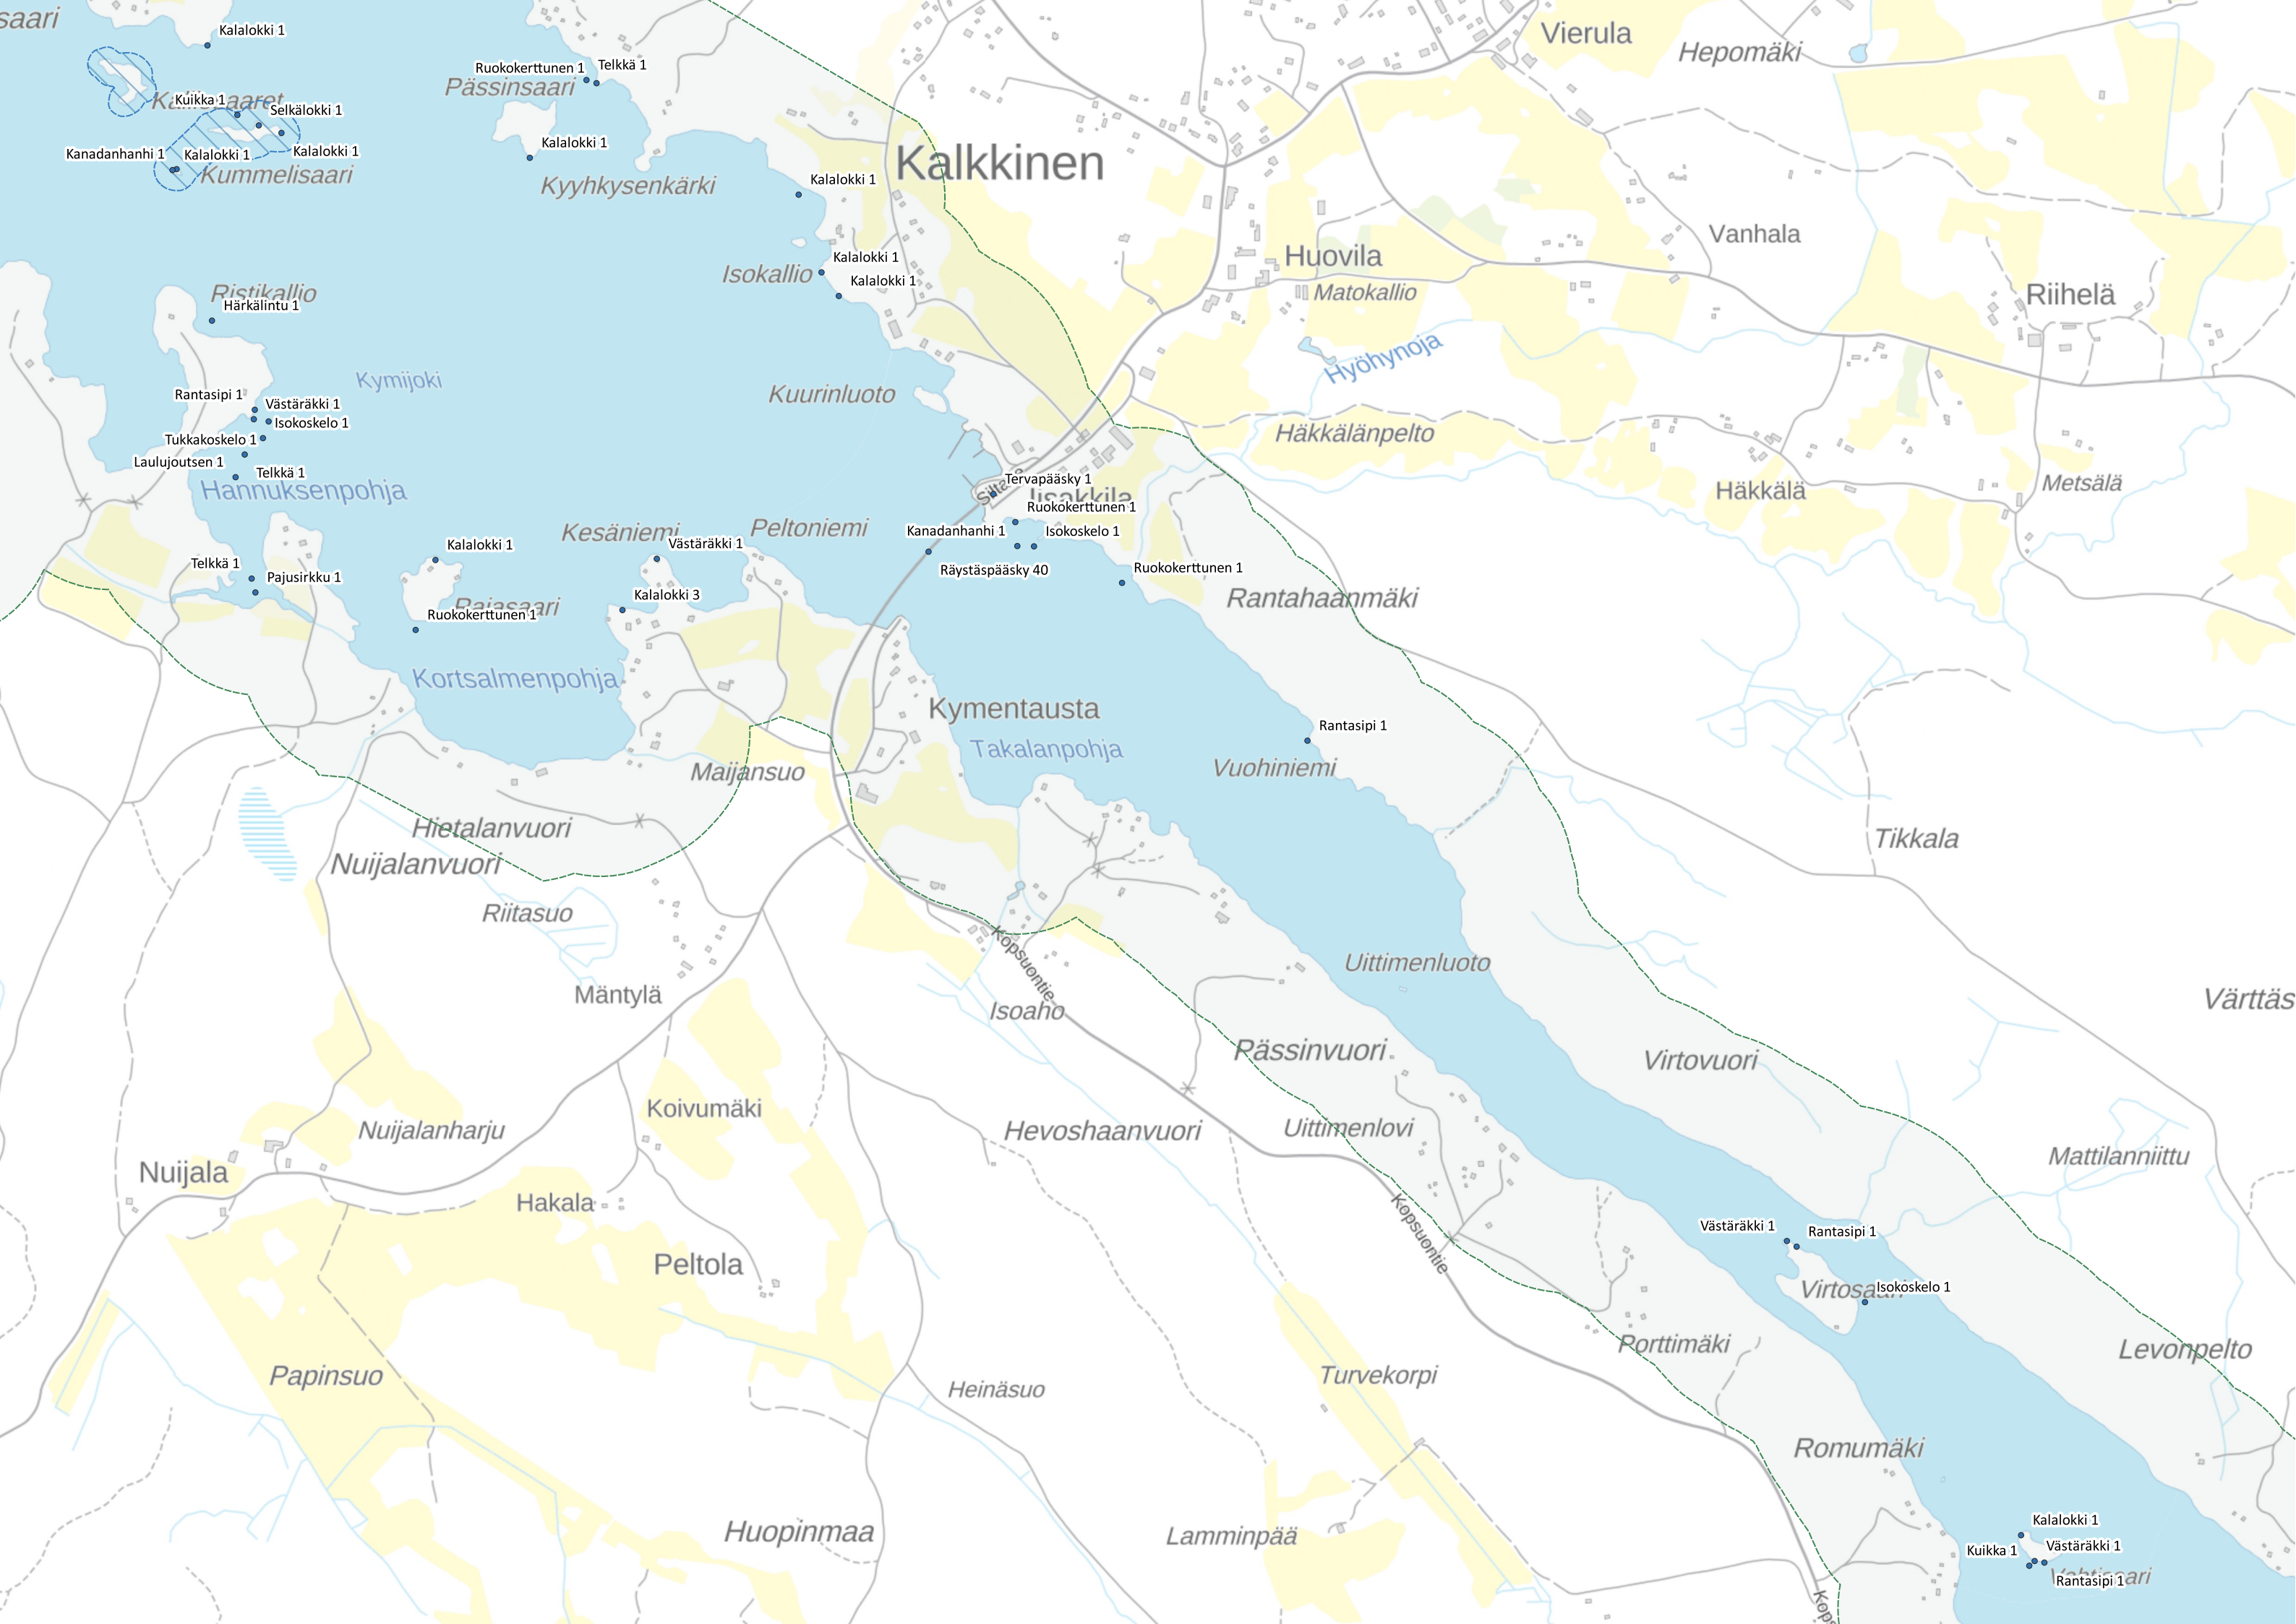 saari
Kalalokki 1
Vierula
Hepomäki
Ruokokerttunen 1
Telkkä 1
Pässinsaari
Kuikka 1
Selkälokki 1
Kalalokki 1
Kalalokki 1
Kanadanhanhi 1
Kalalokki 1
Kummelisaari
Kyyhkysenkärki
Kalkkinen
Kalalokki 1
Vanhala
Huovila
Kalalokki 1
Isokallio
Kalalokki 1
Matokallio
Riihelä
Ristikallio
Härkälintu 1
Hyöhynoja
Kymijoki
Kuurinluoto
Rantasipi 1
Västäräkki 1
Isokoskelo 1
Tukkakoskelo 1
Häkkälänpelto
Laulujoutsen 1
Telkkä 1
Hannuksenpohja
Tervapääsky 1
Iisakkila
Häkkälä
Metsälä
Ruokokerttunen 1
Kesäniemi
Peltoniemi
Kanadanhanhi 1
Isokoskelo 1
Kalalokki 1
Västäräkki 1
Telkkä 1
Pajusirkku 1
Räystäspääsky 40
Ruokokerttunen 1
Kalalokki 3
Rajasaari
Ruokokerttunen 1
Rantahaanmäki
Kortsalmenpohja
Kymentausta
Takalanpohja
Rantasipi 1
Vuohiniemi
Maijansuo
Hietalanvuori
Nuijalanvuori
Tikkala
Riitasuo
Kopsuontie
Uittimenluoto
Mäntylä
Isoaho
Värttäs
Pässinvuori
Virtovuori
Koivumäki
Nuijalanharju
Hevoshaanvuori
Uittimenlovi
Mattilanniittu
Nuijala
Hakala
Kopsuontie
Västäräkki 1
Rantasipi 1
Peltola
Virtosaari
Isokoskelo 1
Porttimäki
Levonpelto
Papinsuo
Heinäsuo
Turvekorpi
Romumäki
Huopinmaa
Lamminpää
Kalalokki 1
Västäräkki 1
Kuikka 1
Rantasipi 1
Kops